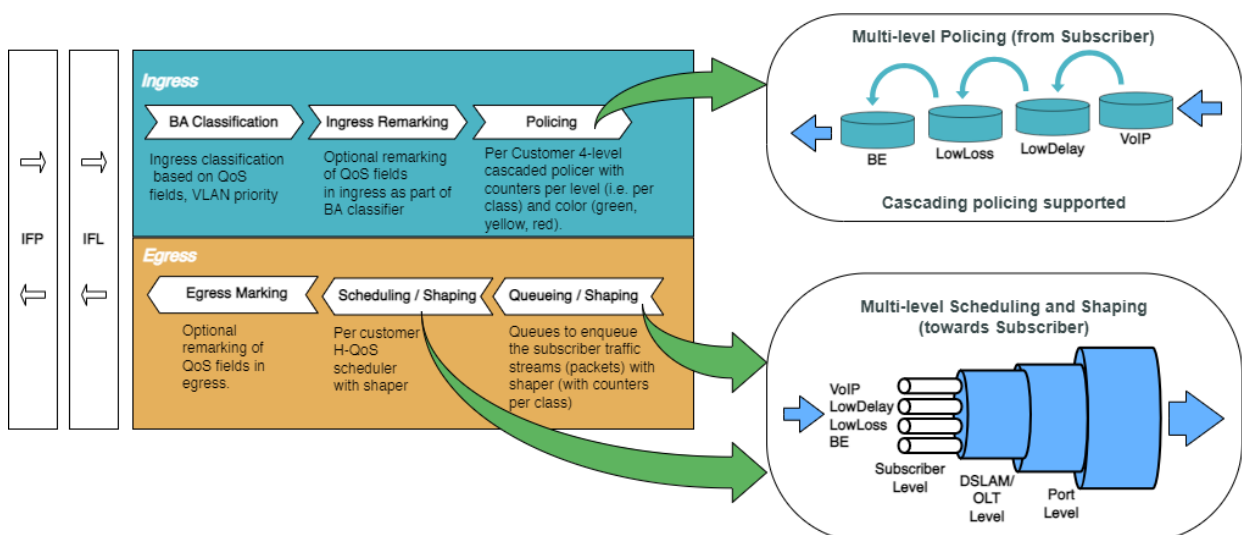 IFP
IFL
Ingress
BA Classification
Ingress classification
based on QoS
fields, VLAN priority
Ingress Remarking
Optional remarking
of QoS fields
in ingress as part of
BA classifier
Policing
Per Customer 4-level
cascaded policer with
counters per level (i.e. per
class) and color (green,
yellow, red).
Egress
Egress Marking
Optional
remarking of
QoS fields in
egress.
Scheduling / Shaping
Per customer
H-QoS
scheduler
with shaper
Queueing / Shaping
Queues to enqueue
the subscriber traffic
streams (packets) with
shaper (with counters
per class)
Multi-level Policing (from Subscriber)
BE
LowLoss
LowDelay
VoIP
Cascading policing supported
Multi-level Scheduling and Shaping
(towards Subscriber)
VoIP
LowDelay
LowLoss
BE
Subscriber
Level
DSLAM/
OLT
Level
Port
Level